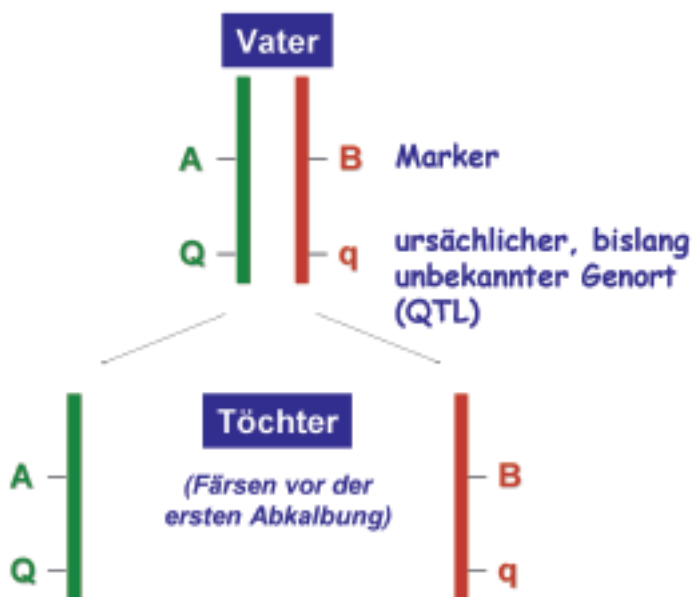 Vater
A B Marker
Q q ursächlicher, bislang
unbekannter Genort
(QTL)
Töchter
A B
(Färsen vor der
ersten Abkalbung)
Q q